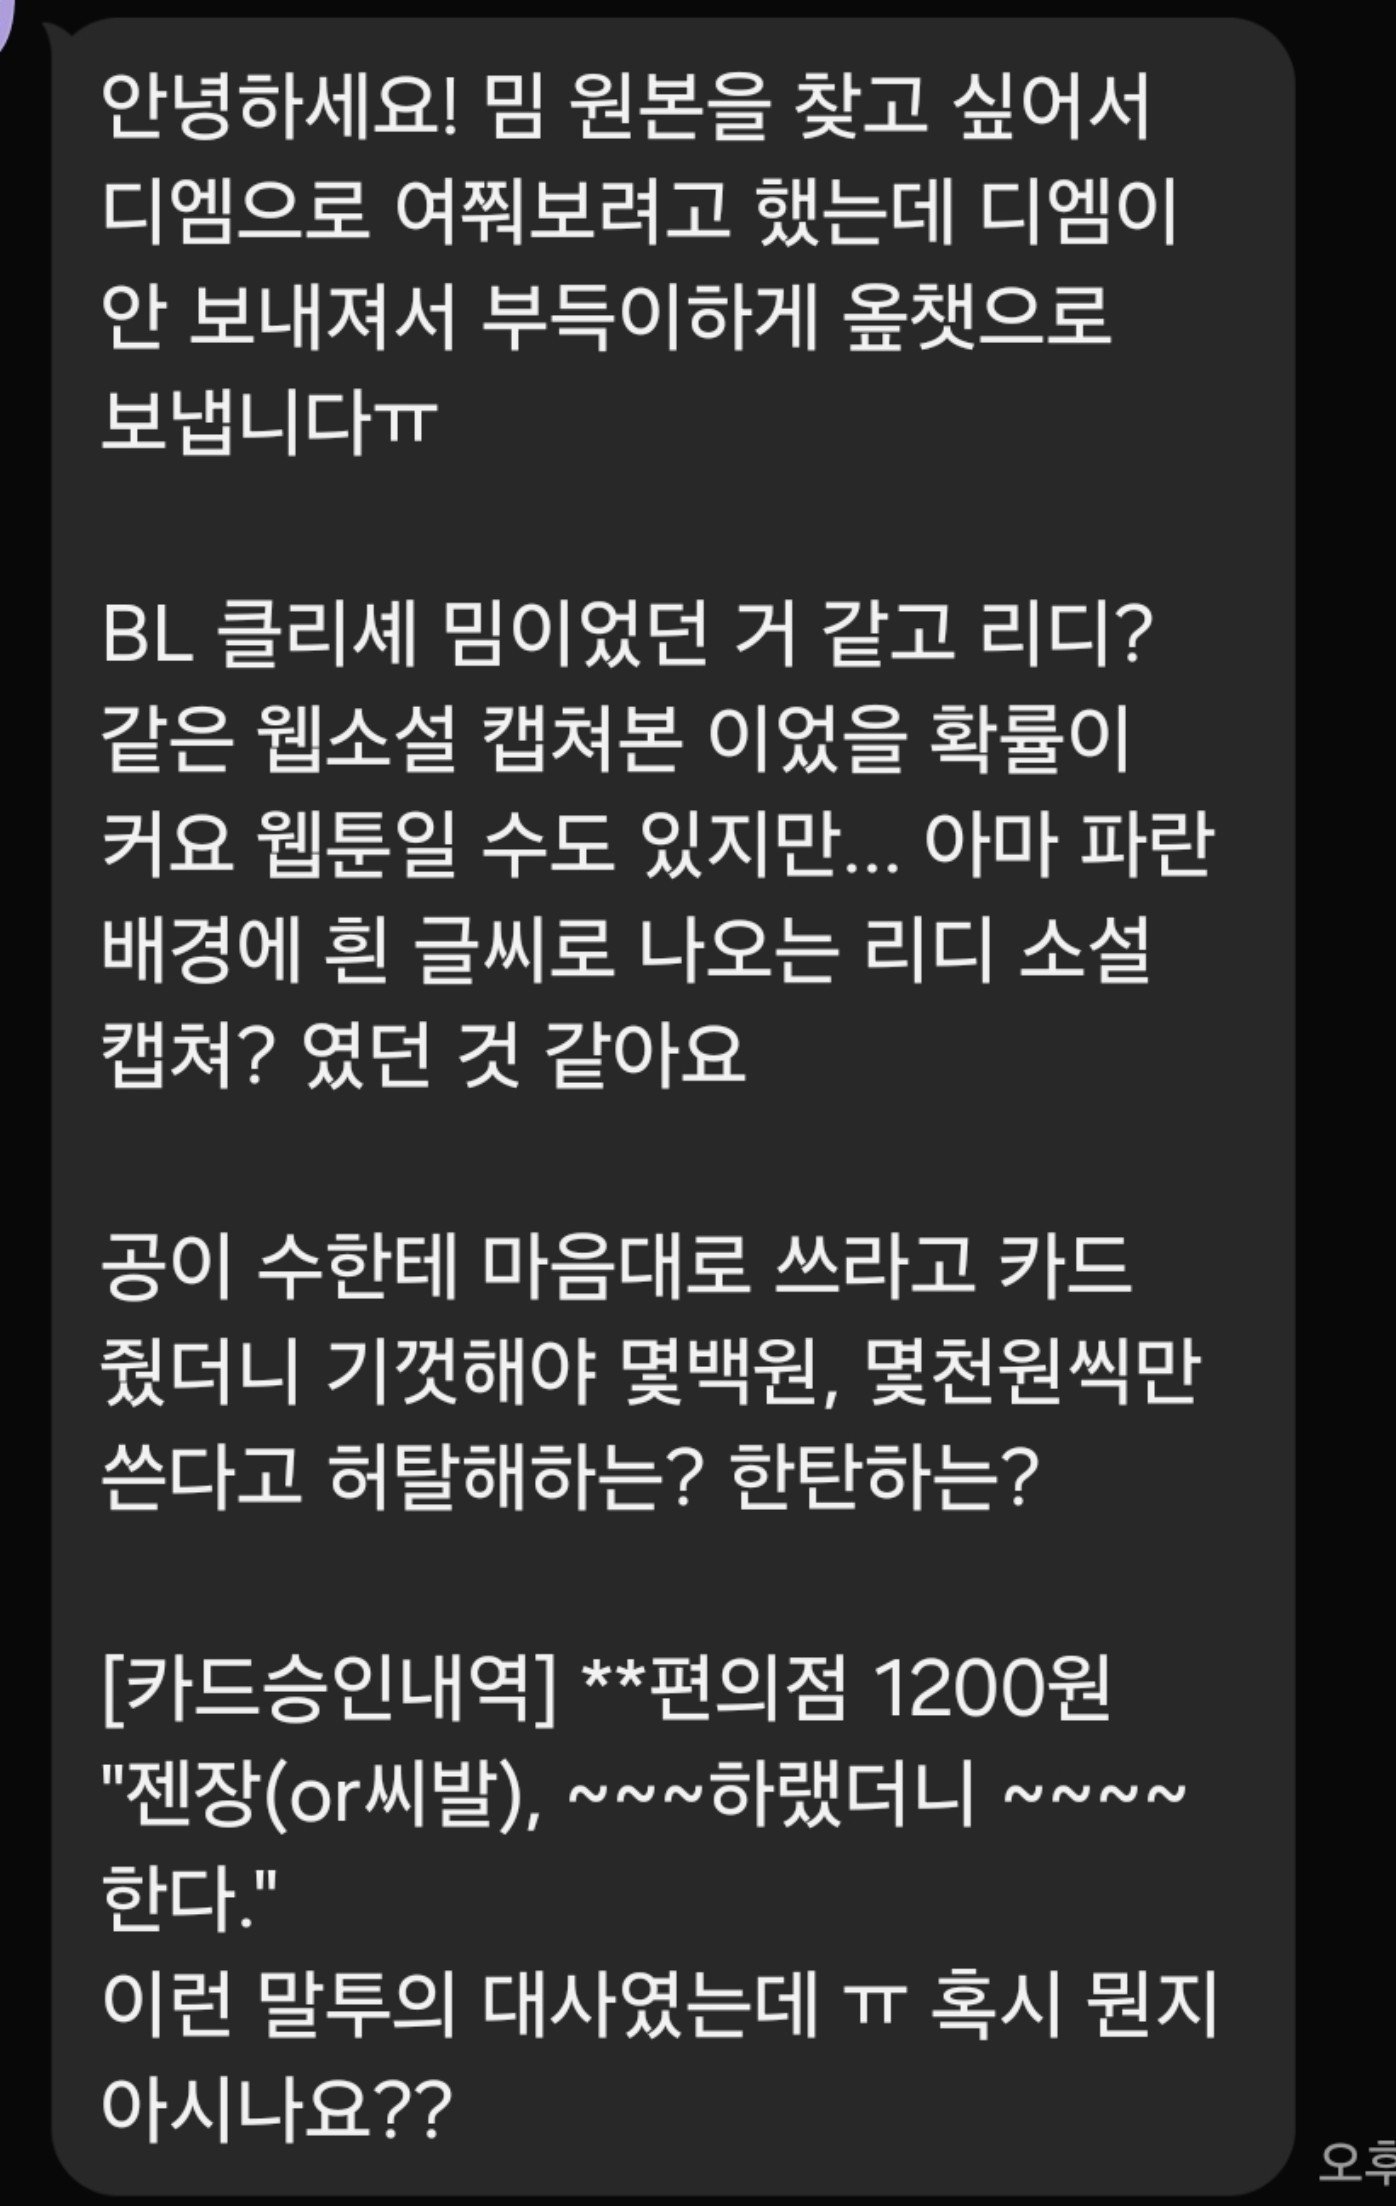 안녕하세요! 밈 원본을 찾고 싶어서
디엠으로 여쭤보려고 했는데 디엠이
안 보내져서 부득이하게 옾챗으로
보냅니다ㅠ
BL 클리셰 밈이었던 거 같고 리디?
같은 웹소설 캡쳐본 이었을 확률이
커요 웹툰일 수도 있지만... 아마 파란
배경에 흰 글씨로 나오는 리디 소설
캡쳐? 였던 것 같아요
공이 수한테 마음대로 쓰라고 카드
줬더니 기껏해야 몇백원, 몇천원씩만
쓴다고 허탈해하는? 한탄하는?
[카드승인내역] **편의점 1200원
"젠장(or씨발), ~~~하랬더니 ~~~~
한다."
이런 말투의 대사였는데 ㅠ 혹시 뭔지
아시나요??